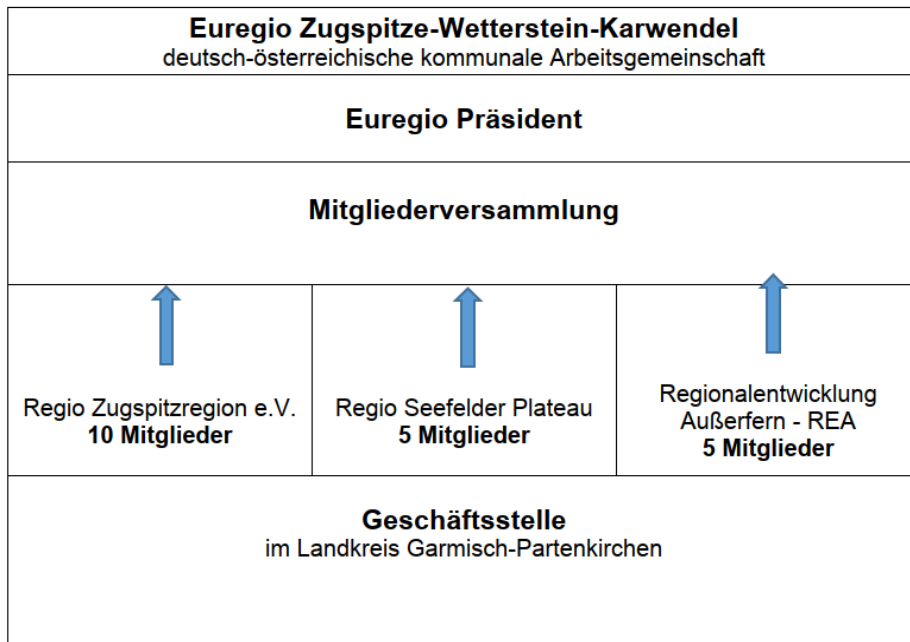 Euregio Zugspitze-Wetterstein-Karwendel
deutsch-österreichische kommunale Arbeitsgemeinschaft
Euregio Präsident
Mitgliederversammlung
Regio Zugspitzregion e.V.
10 Mitglieder
Regio Seefelder Plateau
5 Mitglieder
Regionalentwicklung
Außerfern - REA
5 Mitglieder
Geschäftsstelle
im Landkreis Garmisch-Partenkirchen